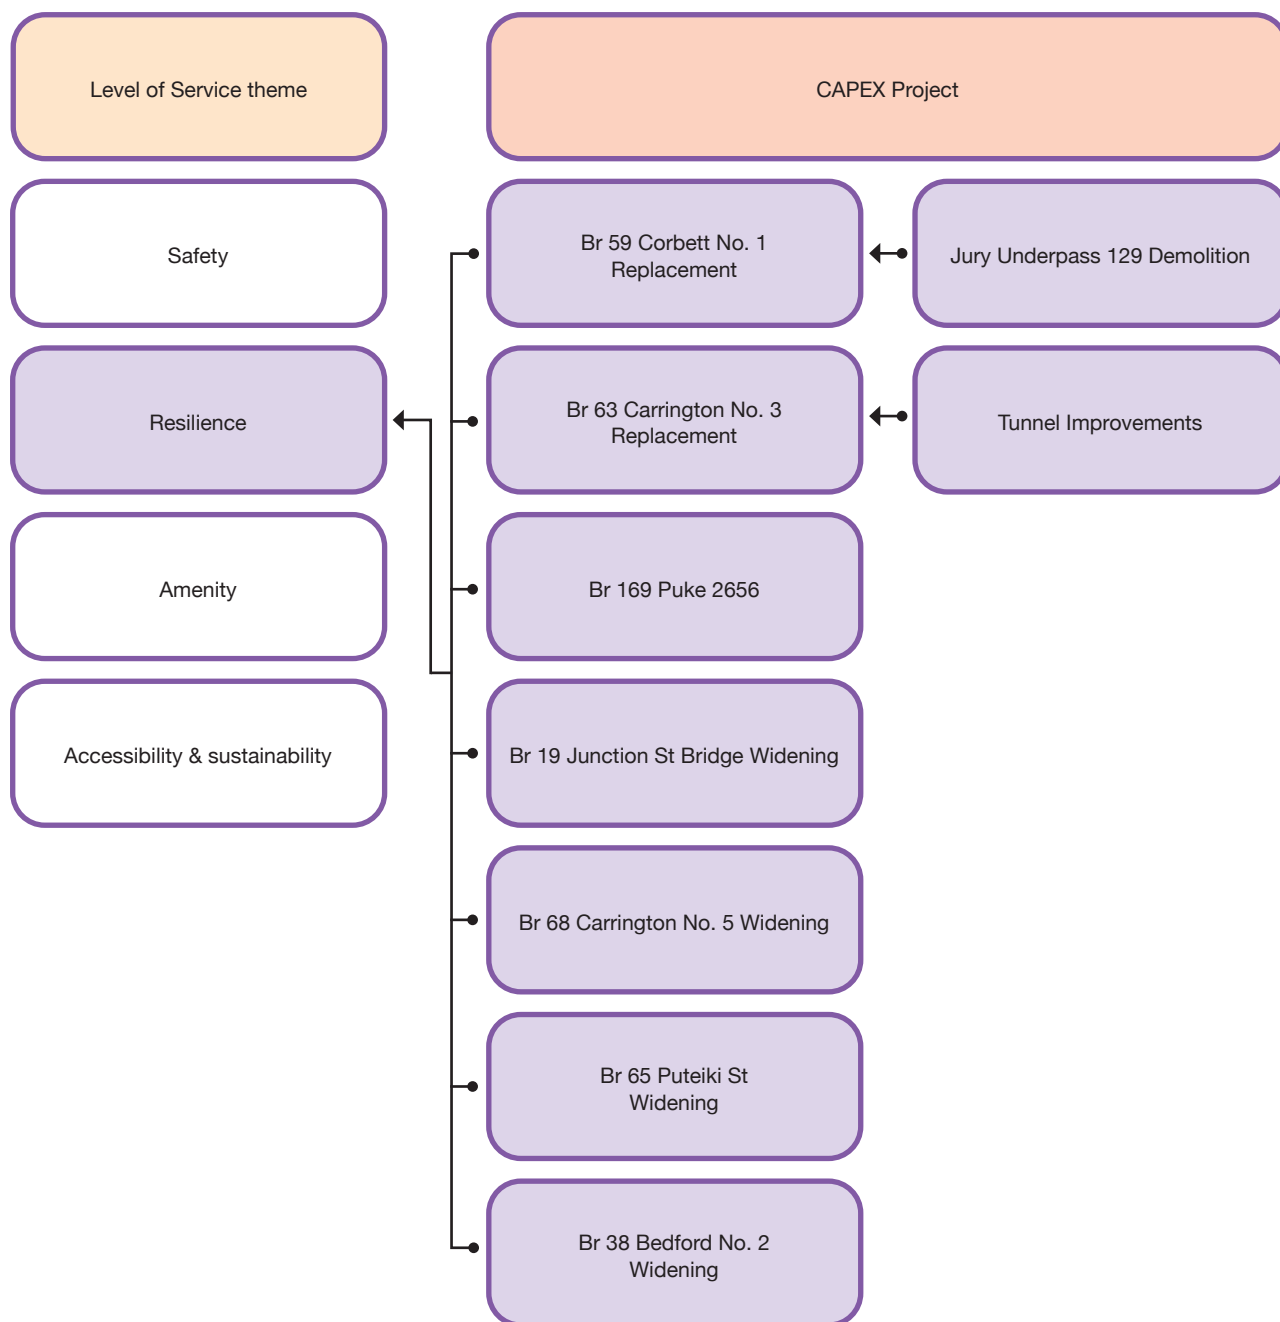 Level of Service theme
CAPEX Project
Safety
Br 59 Corbett No. 1
Replacement
Jury Underpass 129 Demolition
Resilience
Br 63 Carrington No. 3
Replacement
Tunnel Improvements
Amenity
Br 169 Puke 2656
Accessibility & sustainability
Br 19 Junction St Bridge Widening
Br 68 Carrington No. 5 Widening
Br 65 Puteiki St
Widening
Br 38 Bedford No. 2
Widening